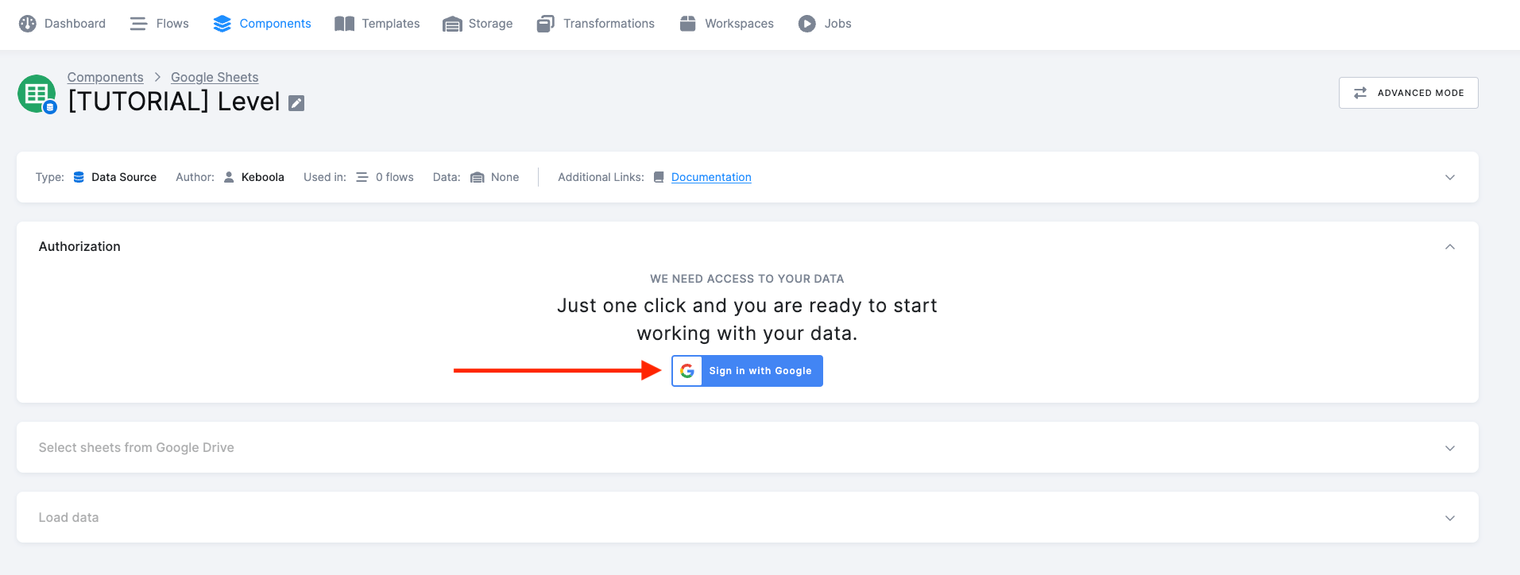 Dashboard Flows Components Templates Storage Transformations Workspaces Jobs
Components > Google Sheets
[TUTORIAL] Level
ADVANCED MODE
Type: Data Source Author: Keboola Used in: 0 flows Data: None Additional Links: Documentation
Authorization
WE NEED ACCESS TO YOUR DATA
Just one click and you are ready to start
working with your data.
Sign in with Google
Select sheets from Google Drive
Load data